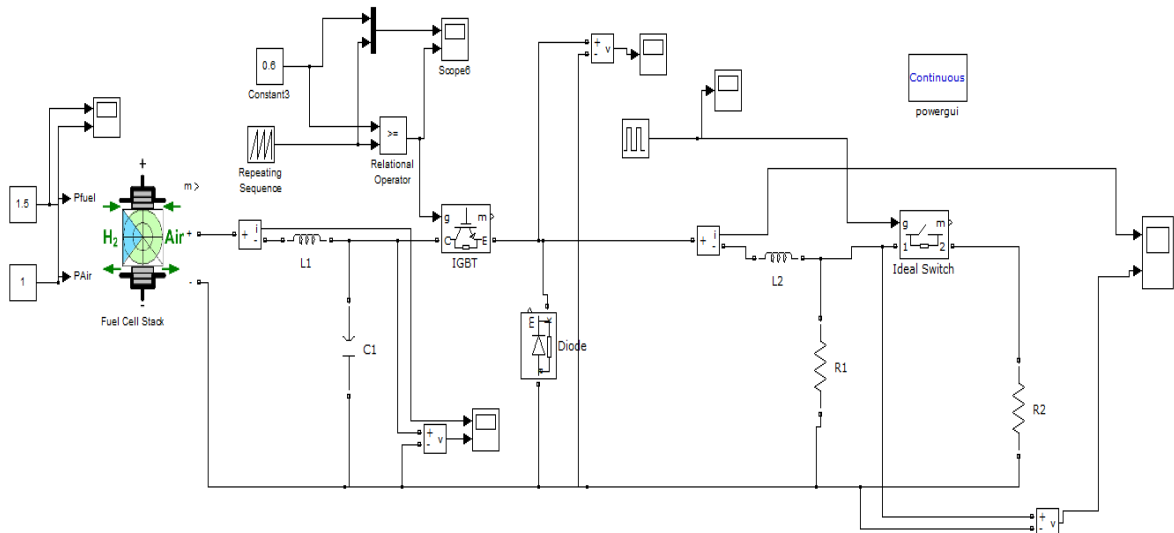 0.6
Constant3
Scope6
+
-
v
Continuous
powergui
>=
Relational
Operator
Repeating
Sequence
+
m >
1.5
Pfuel
H2
Air
+
1
PAir
-
-
Fuel Cell Stack
+
i
-
L1
g
m
C
E
IGBT
+
i
-
L2
g
m
1
2
Ideal Switch
C1
E
Diode
R1
R2
+
-
v
+
-
v